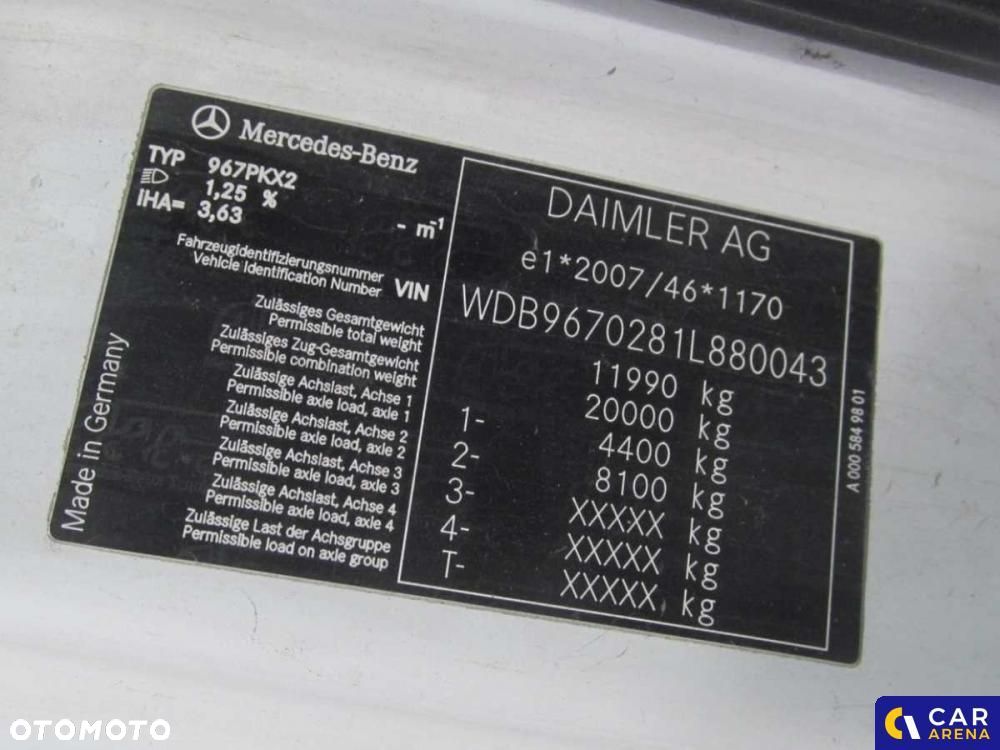 Mercedes-Benz
TYP 967PKX2
1,25 %
IHA= 3,63 - m⁻¹
Fahrzeugidentifizierungsnummer
Vehicle Identification Number VIN
Zulässiges Gesamtgewicht
Permissible total weight
Zulässiges Zug-Gesamtgewicht
Permissible combination weight
Zulässige Achslast, Achse 1
Permissible axle load, axle 1
Zulässige Achslast, Achse 2
Permissible axle load, axle 2
Zulässige Achslast, Achse 3
Permissible axle load, axle 3
Zulässige Achslast, Achse 4
Permissible axle load, axle 4
Zulässige Last der Achsgruppe
Permissible load on axle group
Made in Germany
DAIMLER AG
e1*2007/46*1170
WDB9670281L880043
11990 kg
20000 kg
1- 4400 kg
2- 8100 kg
3- XXXXX kg
4- XXXXX kg
T- XXXXX kg
A 000 584 98 01
OTOMOTO
CAR
ARENA